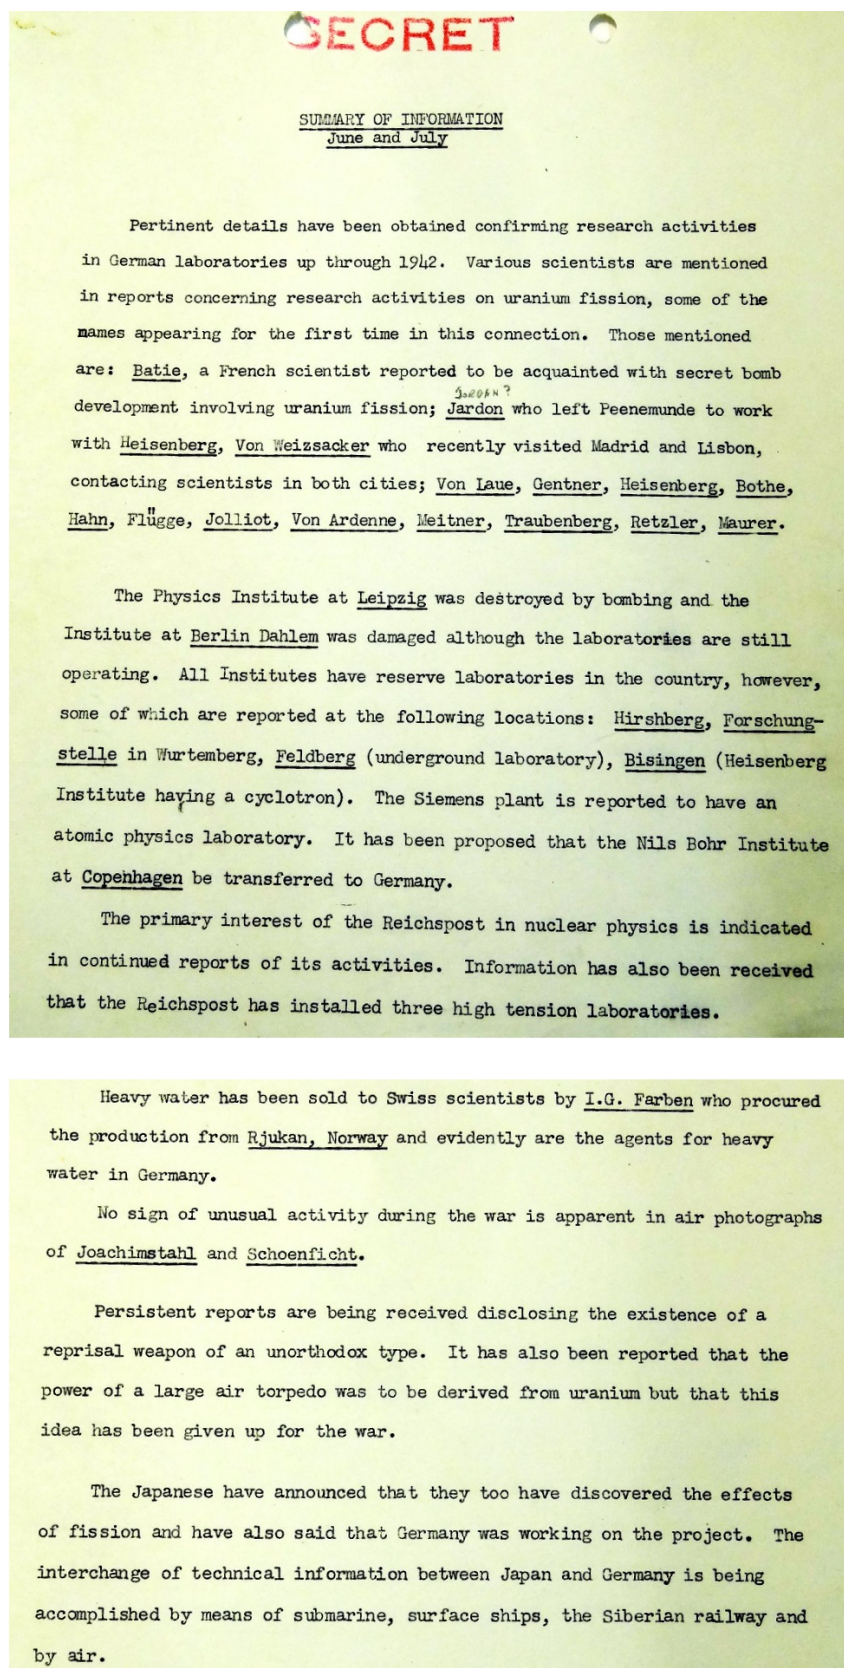 SECRET
SUMMARY OF INFORMATION
June and July
Pertinent details have been obtained confirming research activities
in German laboratories up through 1942. Various scientists are mentioned
in reports concerning research activities on uranium fission, some of the
names appearing for the first time in this connection. Those mentioned
are: Batie, a French scientist reported to be acquainted with secret bomb
JORDAN?
development involving uranium fission; Jardon who left Peenemunde to work
with Heisenberg, Von Weizsacker who recently visited Madrid and Lisbon,
contacting scientists in both cities; Von Laue, Gentner, Heisenberg, Bothe,
Hahn, Flügge, Jolliot, Von Ardenne, Meitner, Traubenberg, Retzler, Maurer.
The Physics Institute at Leipzig was destroyed by bombing and the
Institute at Berlin Dahlem was damaged although the laboratories are still
operating. All Institutes have reserve laboratories in the country, however,
some of which are reported at the following locations: Hirshberg, Forschung-
stelle in Wurtemberg, Feldberg (underground laboratory), Bisingen (Heisenberg
Institute having a cyclotron). The Siemens plant is reported to have an
atomic physics laboratory. It has been proposed that the Nils Bohr Institute
at Copenhagen be transferred to Germany.
The primary interest of the Reichspost in nuclear physics is indicated
in continued reports of its activities. Information has also been received
that the Reichspost has installed three high tension laboratories.
Heavy water has been sold to Swiss scientists by I.G. Farben who procured
the production from Rjukan, Norway and evidently are the agents for heavy
water in Germany.
No sign of unusual activity during the war is apparent in air photographs
of Joachimstahl and Schoenficht.
Persistent reports are being received disclosing the existence of a
reprisal weapon of an unorthodox type. It has also been reported that the
power of a large air torpedo was to be derived from uranium but that this
idea has been given up for the war.
The Japanese have announced that they too have discovered the effects
of fission and have also said that Germany was working on the project. The
interchange of technical information between Japan and Germany is being
accomplished by means of submarine, surface ships, the Siberian railway and
by air.